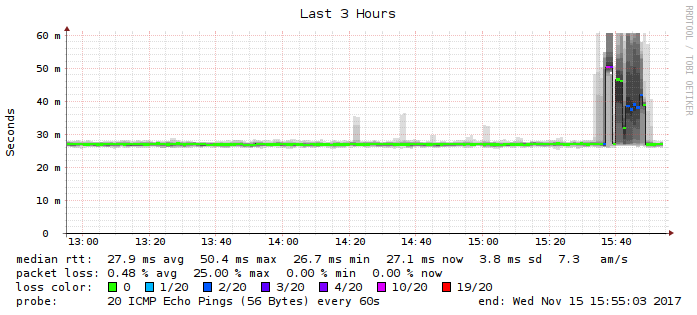 Last 3 Hours
RRDTOOL / TOBI OETIKER
Seconds
60 m
50 m
40 m
30 m
20 m
10 m
0
13:00 13:20 13:40 14:00 14:20 14:40 15:00 15:20 15:40
median rtt: 27.9 ms avg 50.4 ms max 26.7 ms min 27.1 ms now 3.8 ms sd 7.3 am/s
packet loss: 0.48 % avg 25.00 % max 0.00 % min 0.00 % now
loss color: 0 1/20 2/20 3/20 4/20 10/20 19/20
probe: 20 ICMP Echo Pings (56 Bytes) every 60s end: Wed Nov 15 15:55:03 2017